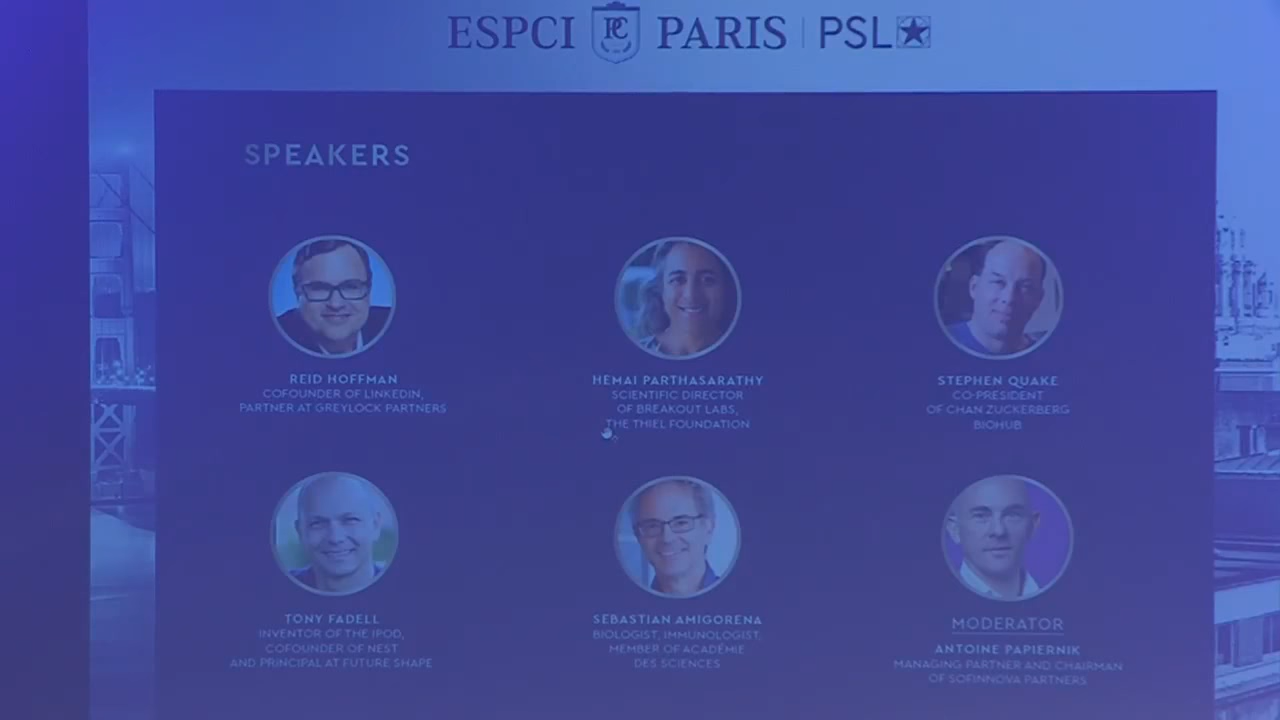 ESPCI PC PARIS | PSL
SPEAKERS
REID HOFFMAN
COFOUNDER OF LINKEDIN,
PARTNER AT GREYLOCK PARTNERS
HEMAI PARTHASARATHY
SCIENTIFIC DIRECTOR
OF BREAKOUT LABS,
THE THIEL FOUNDATION
STEPHEN QUAKE
CO-PRESIDENT
OF CHAN ZUCKERBERG
BIOHUB
TONY FADELL
INVENTOR OF THE IPOD,
COFOUNDER OF NEST
AND PRINCIPAL AT FUTURE SHAPE
SEBASTIAN AMIGORENA
BIOLOGIST, IMMUNOLOGIST,
MEMBER OF ACADÉMIE
DES SCIENCES
MODERATOR
ANTOINE PAPIERNIK
MANAGING PARTNER AND CHAIRMAN
OF SOFINNOVA PARTNERS